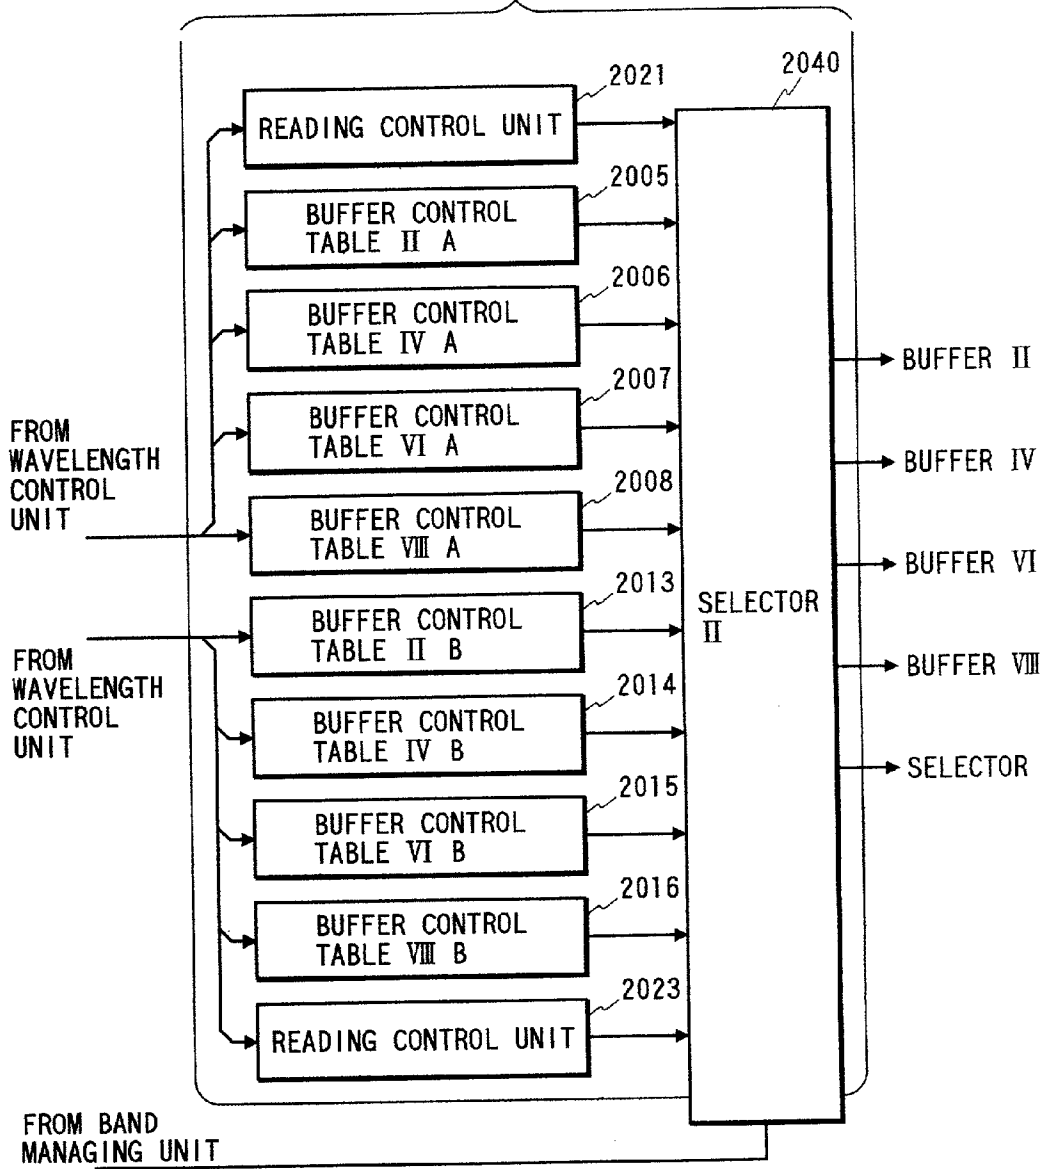 2040
2021
READING CONTROL UNIT
2005
BUFFER CONTROL
TABLE Ⅱ A
2006
BUFFER CONTROL
TABLE Ⅳ A
2007
BUFFER CONTROL
TABLE Ⅵ A
2008
BUFFER CONTROL
TABLE Ⅷ A
2013
BUFFER CONTROL
TABLE Ⅱ B
2014
BUFFER CONTROL
TABLE Ⅳ B
2015
BUFFER CONTROL
TABLE Ⅵ B
2016
BUFFER CONTROL
TABLE Ⅷ B
2023
READING CONTROL UNIT
FROM
WAVELENGTH
CONTROL
UNIT
FROM
WAVELENGTH
CONTROL
UNIT
SELECTOR
Ⅱ
BUFFER Ⅱ
BUFFER Ⅳ
BUFFER Ⅵ
BUFFER Ⅷ
SELECTOR
FROM BAND
MANAGING UNIT